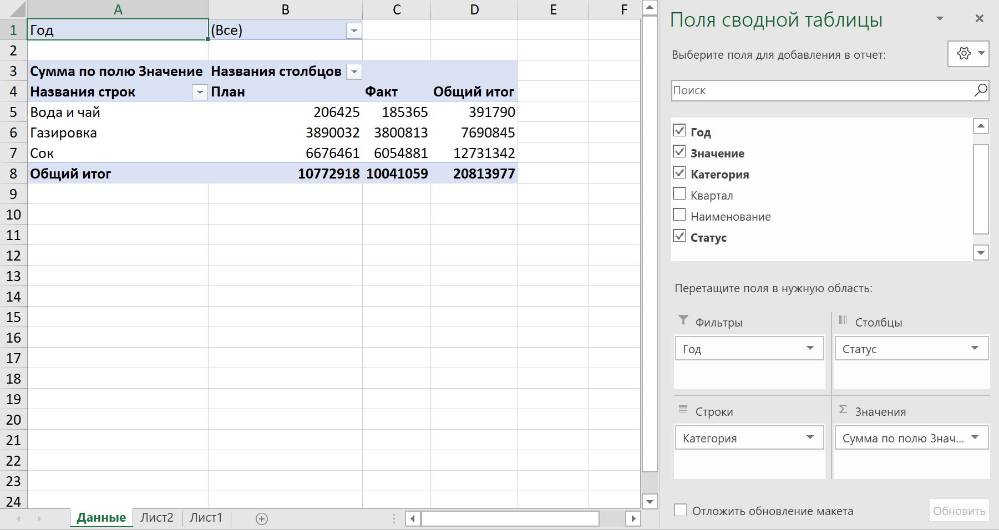 A B C D E F
1 Год (Все)
2
3 Сумма по полю Значение Названия столбцов
4 Названия строк План Факт Общий итог
5 Вода и чай 206425 185365 391790
6 Газировка 3890032 3800813 7690845
7 Сок 6676461 6054881 12731342
8 Общий итог 10772918 10041059 20813977
9
10
11
12
13
14
15
16
17
18
19
20
21
22
23
24
Данные Лист2 Лист1
Поля сводной таблицы
Выберите поля для добавления в отчет:
Поиск
Год
Значение
Категория
Квартал
Наименование
Статус
Перетащите поля в нужную область:
Фильтры
Год
Столбцы
Статус
Строки
Категория
Σ Значения
Сумма по полю Знач...
Отложить обновление макета
Обновить